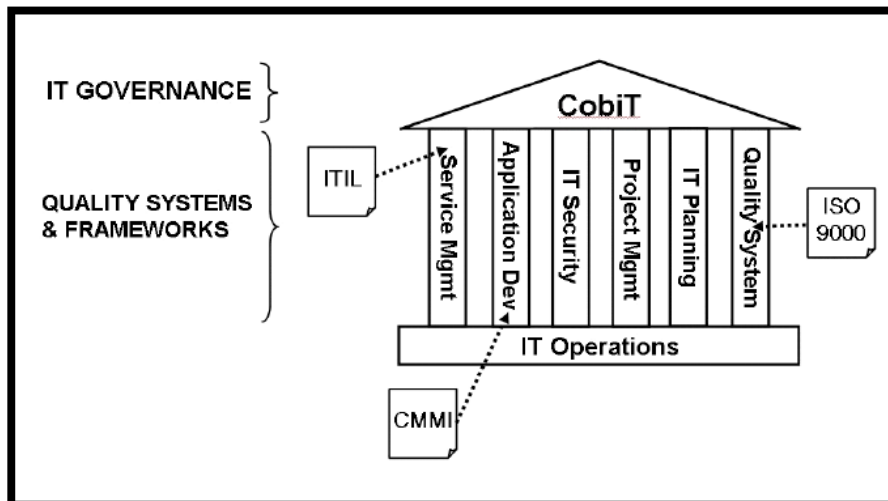 IT GOVERNANCE
CobiT
QUALITY SYSTEMS
& FRAMEWORKS
ITIL
Service Mgmt
Application Dev
IT Security
Project Mgmt
IT Planning
Quality System
ISO
9000
IT Operations
CMMI